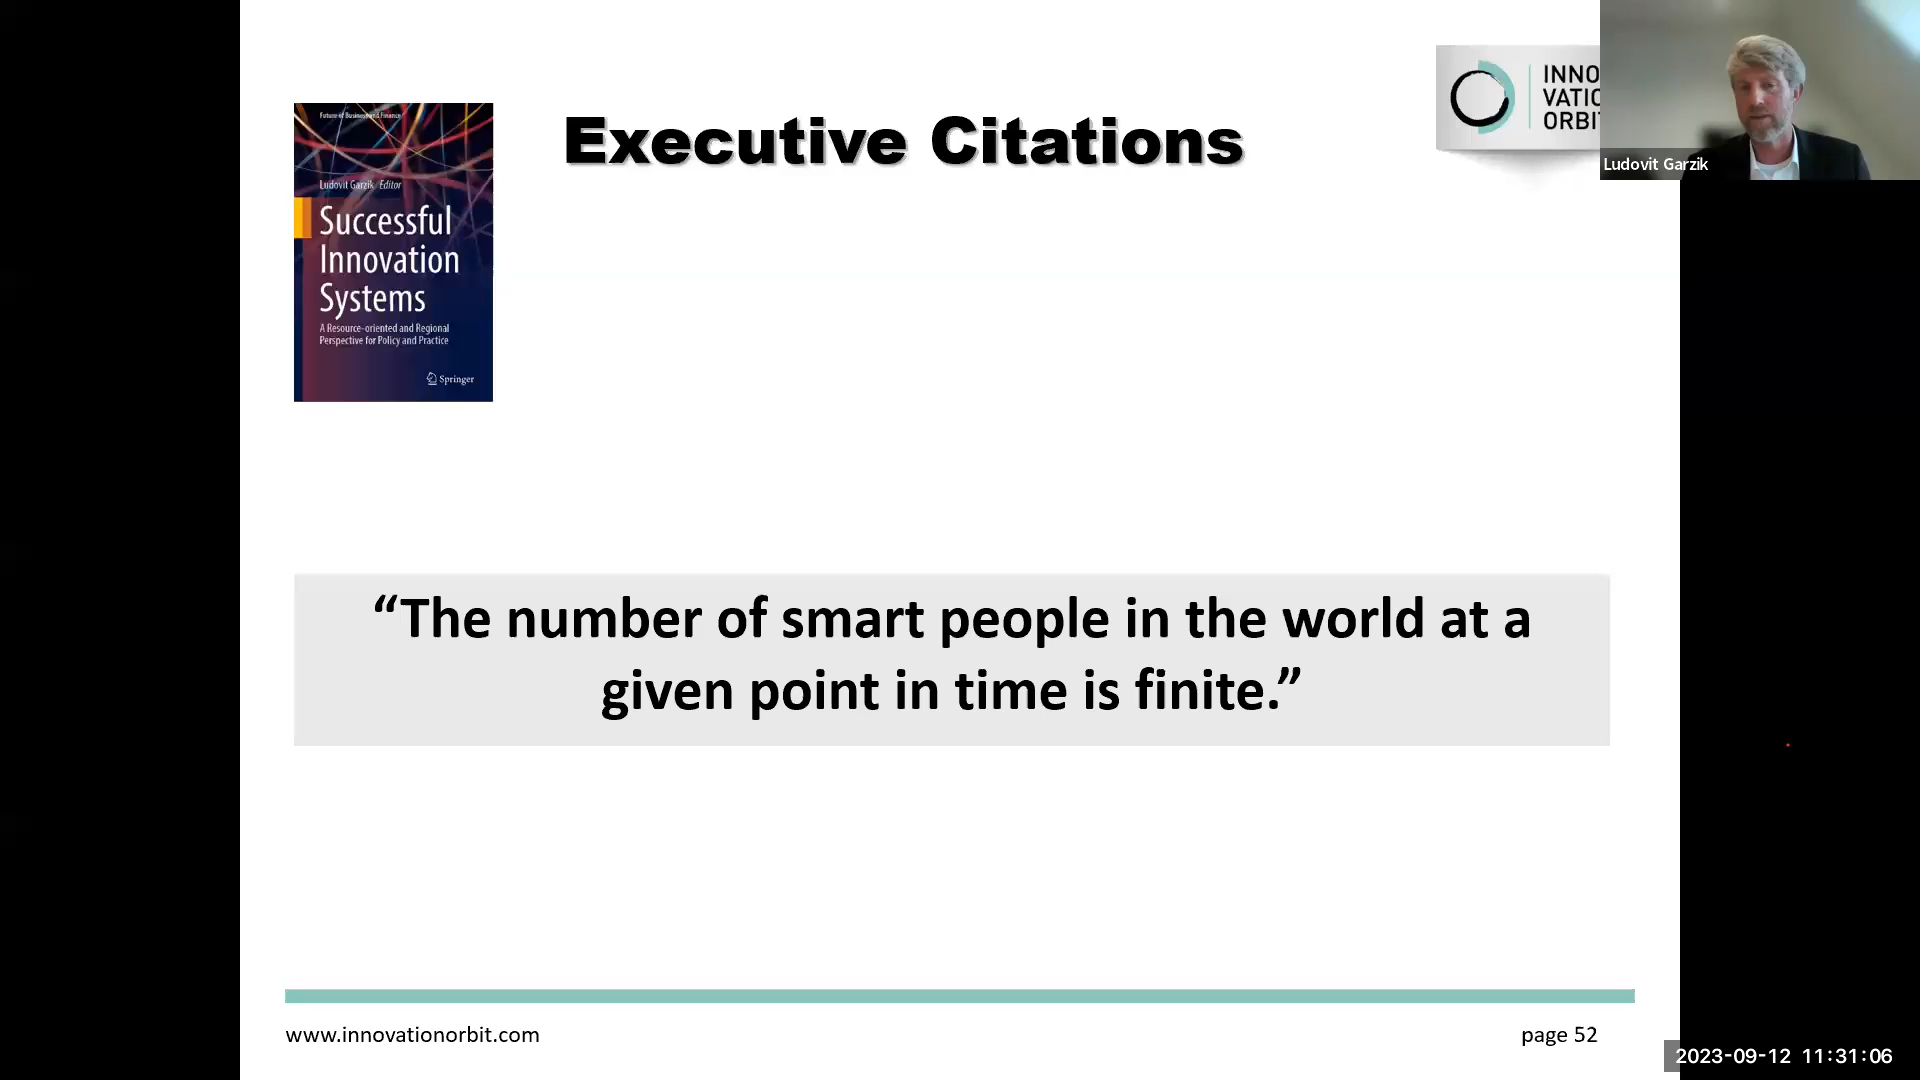 Future of Business and Finance
Ludovit Garzik Editor
Successful
Innovation
Systems
A Resource-oriented and Regional
Perspective for Policy and Practice
Springer
Executive Citations
INNO
VATIO
ORBIT
Ludovit Garzik
“The number of smart people in the world at a
given point in time is finite.”
www.innovationorbit.com
page 52
2023-09-12 11:31:06